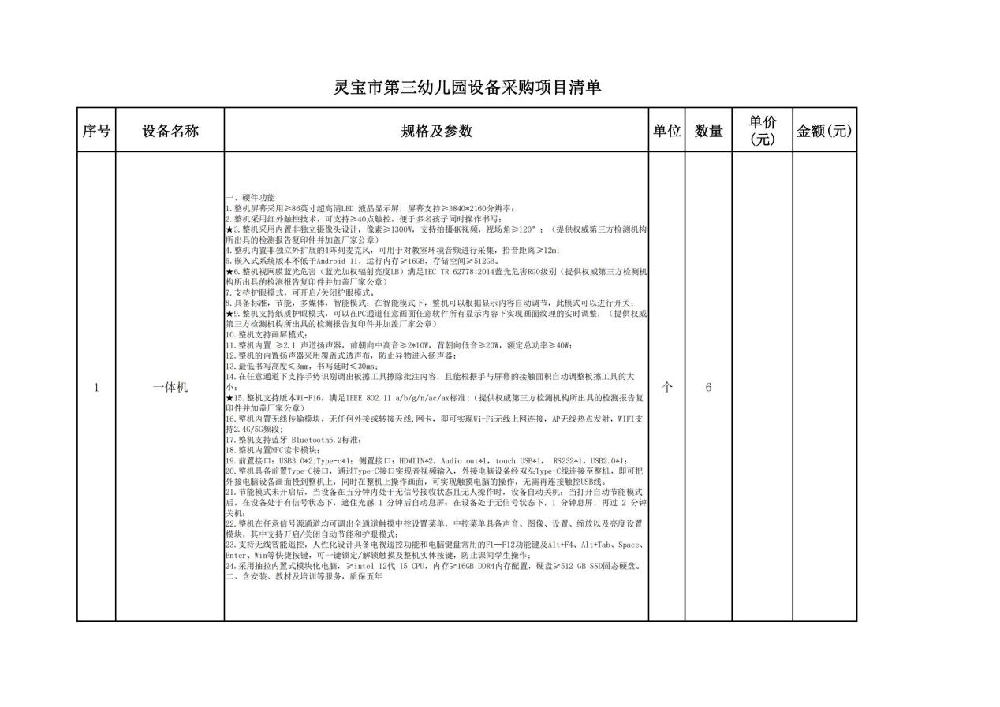 灵宝市第三幼儿园设备采购项目清单
序号 设备名称 规格及参数 单位 数量 单价(元) 金额(元)
一、硬件功能
1.整机屏幕采用≥86英寸超高清LED 液晶显示屏，屏幕支持≥3840*2160分辨率；
2.整机采用红外触控技术，可支持≥40点触控，便于多名孩子同时操作书写；
★3.整机采用内置非独立摄像头设计，像素≥1300W，支持拍摄4K视频，视场角≥120°；（提供权威第三方检测机构
所出具的检测报告复印件并加盖厂家公章）
4.整机内置非独立外扩展的4阵列麦克风，可用于对教室环境音频进行采集，拾音距离≥12m;
5.嵌入式系统版本不低于Android 11，运行内存≥16GB，存储空间≥512GB。
★6.整机视网膜蓝光危害（蓝光加权辐射亮度LB）满足IEC TR 62778:2014蓝光危害RG0级别（提供权威第三方检测机
构所出具的检测报告复印件并加盖厂家公章）
7.支持护眼模式，可开启/关闭护眼模式。
8.具备标准，节能，多媒体，智能模式；在智能模式下，整机可以根据显示内容自动调节，此模式可以进行开关；
★9.整机支持纸质护眼模式，可以在PC通道任意画面任意软件所有显示内容下实现画面纹理的实时调整；（提供权威
第三方检测机构所出具的检测报告复印件并加盖厂家公章）
10.整机支持画屏模式；
11.整机内置 ≥2.1 声道扬声器，前朝向中高音≥2*10W，背朝向低音≥20W，额定总功率≥40W；
12.整机的内置扬声器采用覆盖式透声布，防止异物进入扬声器；
13.最低书写高度≤3mm，书写延时≤30ms；
14.在任意通道下支持手势识别调出板擦工具擦除批注内容，且能根据手与屏幕的接触面积自动调整板擦工具的大
小；
★15.整机支持版本Wi-Fi6，满足IEEE 802.11 a/b/g/n/ac/ax标准；（提供权威第三方检测机构所出具的检测报告复
印件并加盖厂家公章）
16.整机内置无线传输模块，无任何外接或转接天线,网卡，即可实现Wi-Fi无线上网连接，AP无线热点发射，WIFI支
持2.4G/5G频段；
17.整机支持蓝牙 Bluetooth5.2标准；
18.整机内置NFC读卡模块；
19.前置接口：USB3.0*2;Type-c*1；侧置接口：HDMIIN*2，Audio out*1，touch USB*1， RS232*1，USB2.0*1；
20.整机具备前置Type-C接口，通过Type-C接口实现音视频输入，外接电脑设备经双头Type-C线连接至整机，即可把
外接电脑设备画面投到整机上，同时在整机上操作画面，可实现触摸电脑的操作，无需再连接触控USB线。
21.节能模式未开启后，当设备在五分钟内处于无信号接收状态且无人操作时，设备自动关机；当打开自动节能模式
后，在设备处于有信号状态下，遮住光感 1 分钟后自动息屏；在设备处于无信号状态下，1 分钟息屏，再过 2 分钟
关机；
22.整机在任意信号源通道均可调出全通道触摸中控设置菜单，中控菜单具备声音、图像、设置、缩放以及亮度设置
模块，其中支持开启/关闭自动节能和护眼模式；
23.支持无线智能遥控，人性化设计具备电视遥控功能和电脑键盘常用的F1—F12功能键及Alt+F4、Alt+Tab、Space、
Enter、Win等快捷按键，可一键锁定/解锁触摸及整机实体按键，防止课间学生操作；
24.采用抽拉内置式模块化电脑，≥intel 12代 I5 CPU，内存≥16GB DDR4内存配置，硬盘≥512 GB SSD固态硬盘。
二、含安装、教材及培训等服务，质保五年
1 一体机 个 6